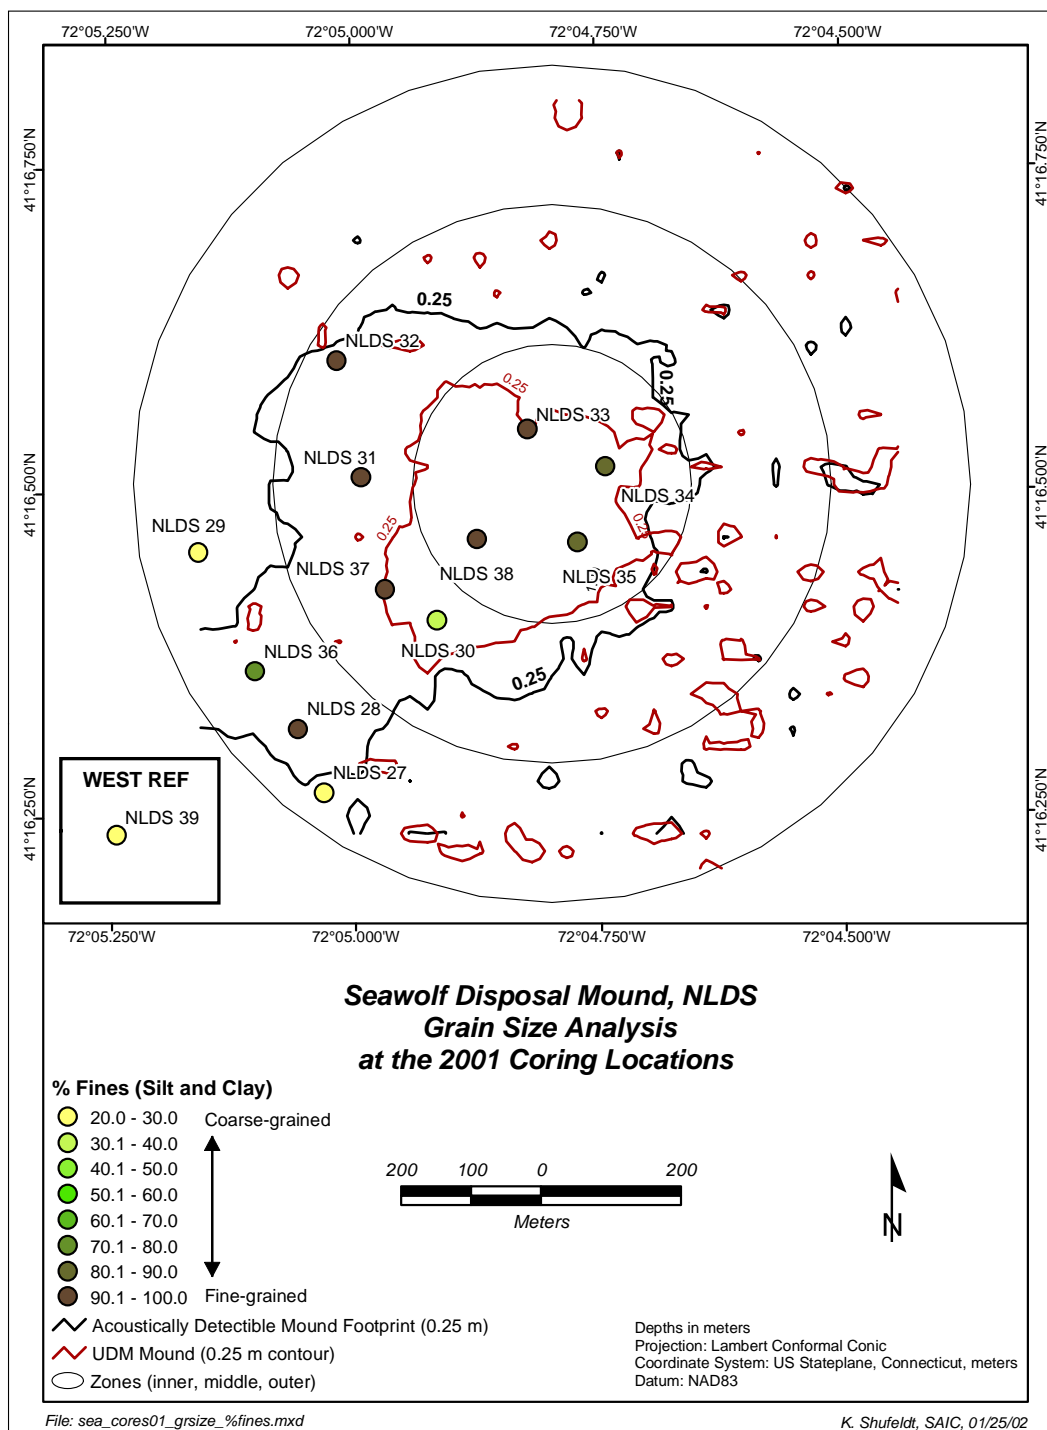 72°05.250'W 72°05.000'W 72°04.750'W 72°04.500'W
41°16.750'N
41°16.750'N
0.25
NLDS 32
0.25
0.25
NLDS 33
NLDS 31
41°16.500'N
41°16.500'N
NLDS 34
NLDS 29
0.25
0.25
NLDS 37
NLDS 38
NLDS 35
NLDS 30
NLDS 36
0.25
NLDS 28
NLDS 27
41°16.250'N
41°16.250'N
WEST REF
NLDS 39
72°05.250'W 72°05.000'W 72°04.750'W 72°04.500'W
Seawolf Disposal Mound, NLDS
Grain Size Analysis
at the 2001 Coring Locations
% Fines (Silt and Clay)
20.0 - 30.0 Coarse-grained
30.1 - 40.0
40.1 - 50.0
50.1 - 60.0
60.1 - 70.0
70.1 - 80.0
80.1 - 90.0
90.1 - 100.0 Fine-grained
200 100 0 200
Meters
N
Acoustically Detectible Mound Footprint (0.25 m)
UDM Mound (0.25 m contour)
Zones (inner, middle, outer)
Depths in meters
Projection: Lambert Conformal Conic
Coordinate System: US Stateplane, Connecticut, meters
Datum: NAD83
File: sea_cores01_grsize_%fines.mxd
K. Shufeldt, SAIC, 01/25/02